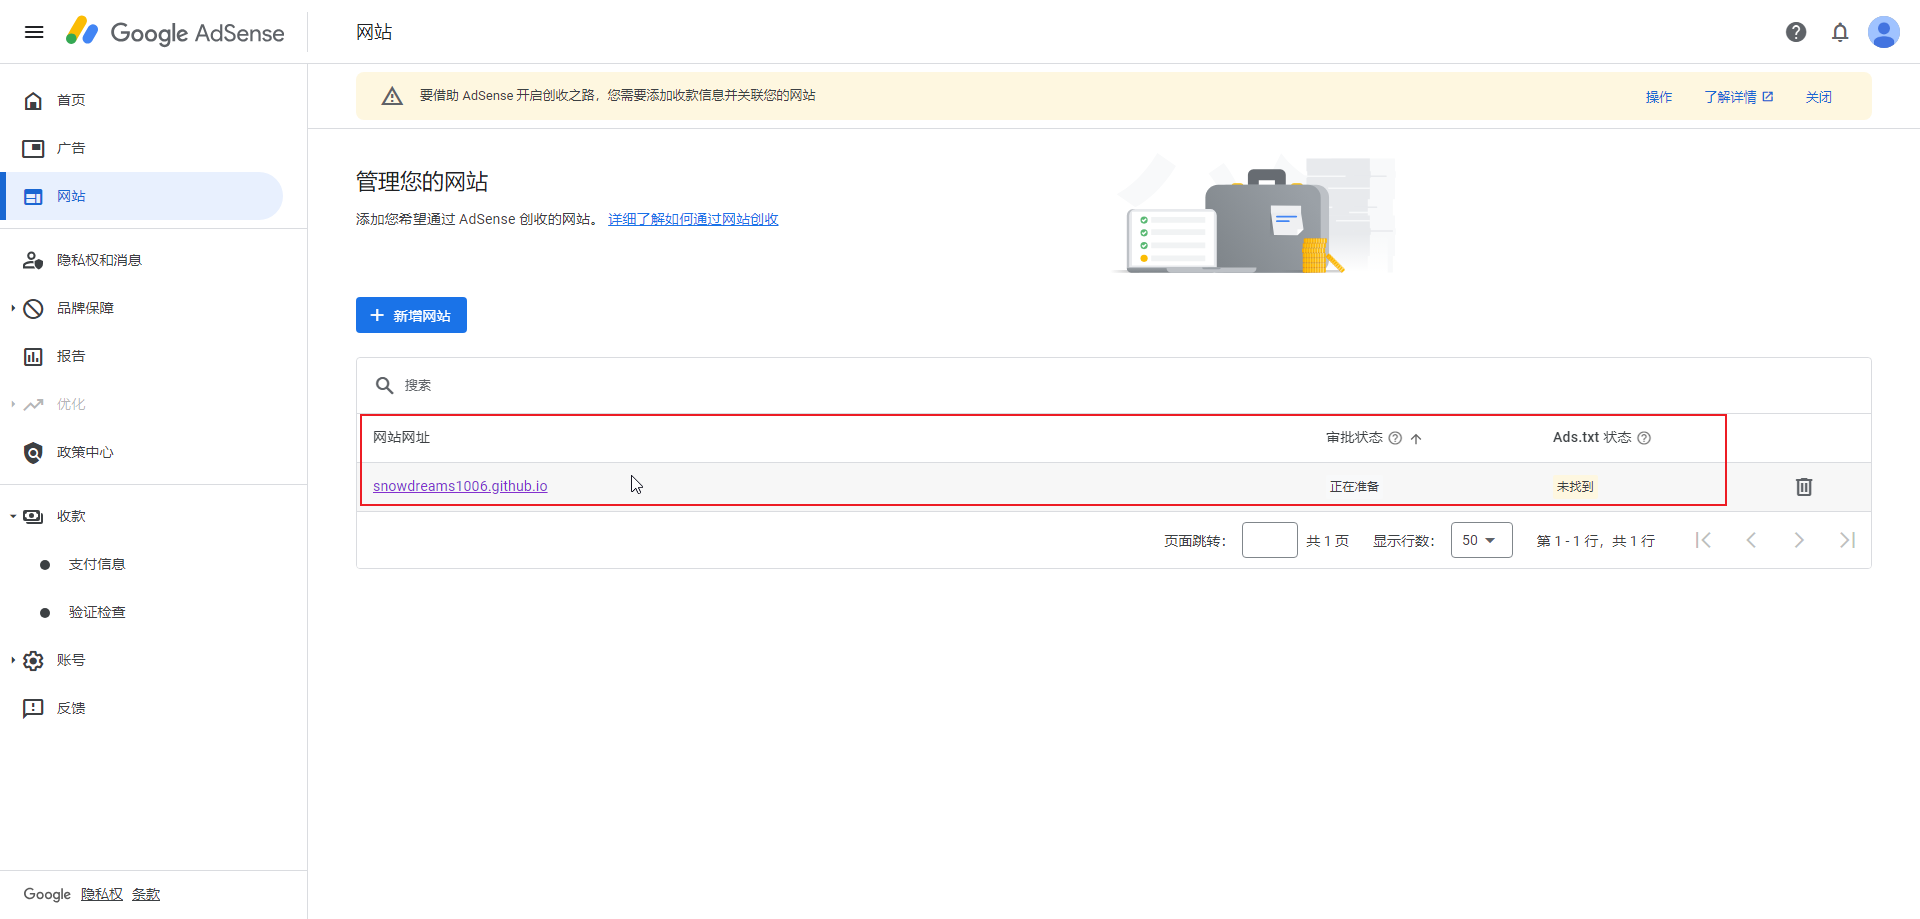 Google AdSense
网站
首页
广告
网站
隐私权和消息
品牌保障
报告
优化
政策中心
收款
支付信息
验证检查
账号
反馈
Google 隐私权 条款
要借助 AdSense 开启创收之路，您需要添加收款信息并关联您的网站
操作 了解详情 关闭
管理您的网站
添加您希望通过 AdSense 创收的网站。 详细了解如何通过网站创收
新增网站
搜索
网站网址 审批状态 Ads.txt 状态
snowdreams1006.github.io 正在准备 未找到
页面跳转： 共 1 页 显示行数： 50 第 1 - 1 行，共 1 行